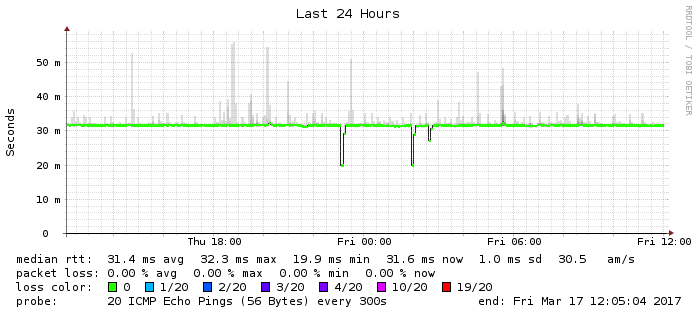 Last 24 Hours
RRDTOOL / TOBI OETIKER
Seconds
50 m
40 m
30 m
20 m
10 m
0
Thu 18:00 Fri 00:00 Fri 06:00 Fri 12:00
median rtt: 31.4 ms avg 32.3 ms max 19.9 ms min 31.6 ms now 1.0 ms sd 30.5 am/s
packet loss: 0.00 % avg 0.00 % max 0.00 % min 0.00 % now
loss color: 0 1/20 2/20 3/20 4/20 10/20 19/20
probe: 20 ICMP Echo Pings (56 Bytes) every 300s end: Fri Mar 17 12:05:04 2017